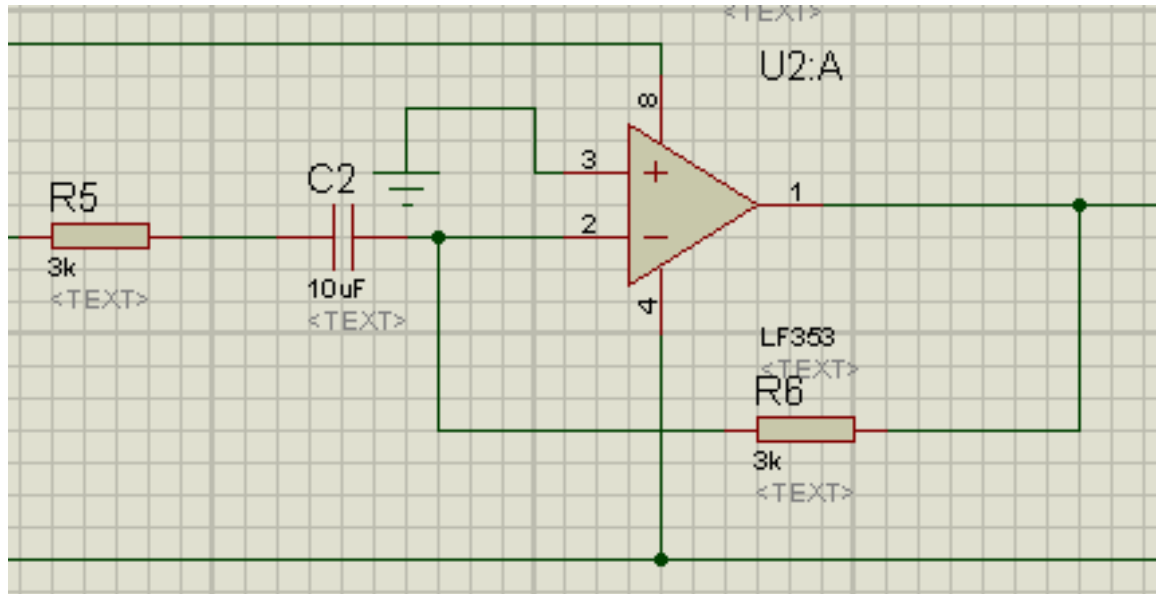 <TEXT>
U2:A
8
3
C2
R5
1
2
3k
10uF
<TEXT>
<TEXT>
4
LF353
<TEXT>
R6
3k
<TEXT>